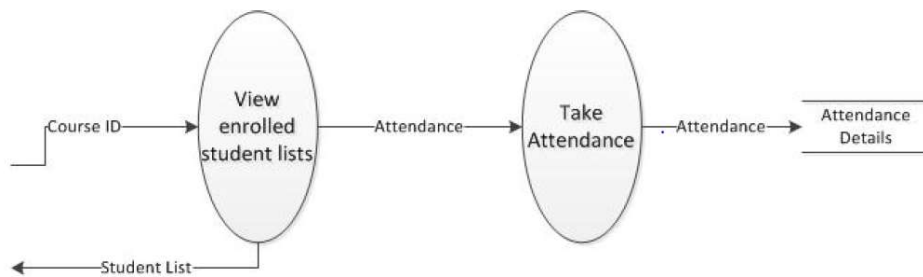 Course ID
View
enrolled
student lists
Attendance
Take
Attendance
Attendance
Attendance
Details
Student List